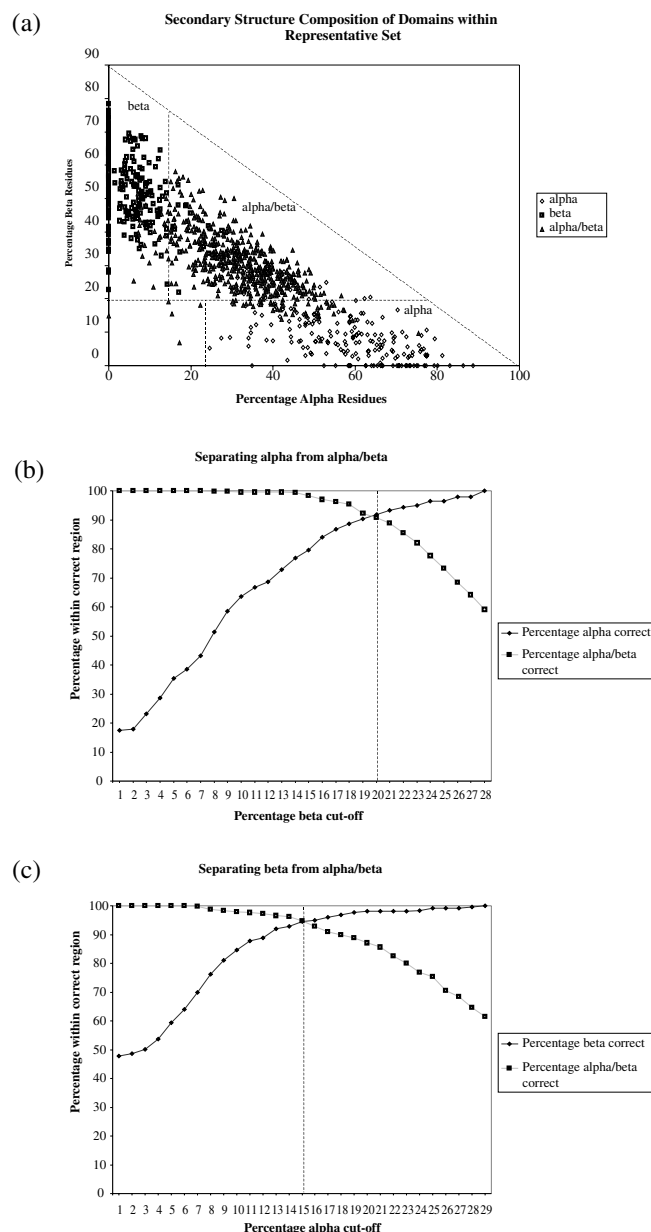 (a)
Secondary Structure Composition of Domains within
Representative Set
90
80
70
60
50
40
30
20
10
0
Percentage Beta Residues
beta
alpha/beta
alpha
alpha
beta
alpha/beta
0 20 40 60 80 100
Percentage Alpha Residues
(b)
Separating alpha from alpha/beta
100
90
80
70
60
50
40
30
20
10
0
Percentage within correct region
1 2 3 4 5 6 7 8 9 10 11 12 13 14 15 16 17 18 19 20 21 22 23 24 25 26 27 28
Percentage beta cut-off
Percentage alpha correct
Percentage alpha/beta
correct
(c)
Separating beta from alpha/beta
100
90
80
70
60
50
40
30
20
10
0
Percentage within correct region
1 2 3 4 5 6 7 8 9 10 11 12 13 14 15 16 17 18 19 20 21 22 23 24 25 26 27 28 29
Percentage alpha cut-off
Percentage beta correct
Percentage alpha/beta
correct